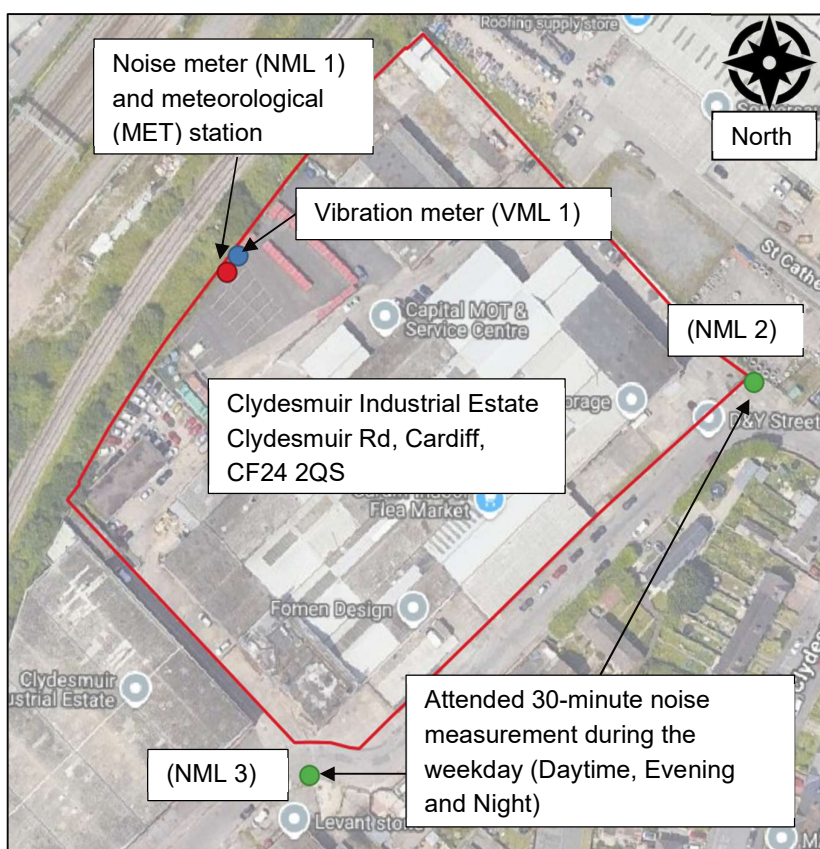 Roofing supply store
Noise meter (NML 1)
and meteorological
(MET) station
North
Vibration meter (VML 1)
St Cathe
Capital MOT &
Service Centre
(NML 2)
Clydesmuir Industrial Estate
Clydesmuir Rd, Cardiff,
CF24 2QS
orage
D&Y Street
Flea Market
Fomen Design
Clydesmuir
ustrial Estate
Attended 30-minute noise
measurement during the
weekday (Daytime, Evening
and Night)
(NML 3)
Levant